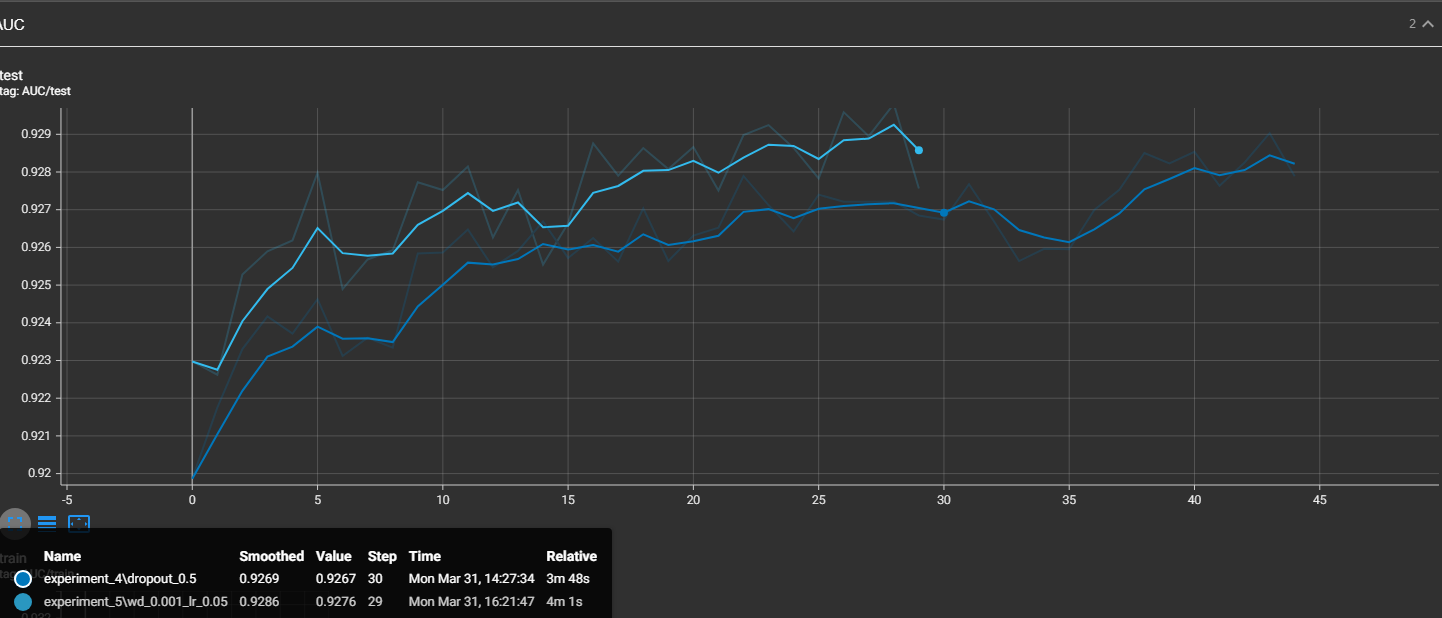 AUC 2
test
tag: AUC/test
0.929
0.928
0.927
0.926
0.925
0.924
0.923
0.922
0.921
0.92
-5 0 5 10 15 20 25 30 35 40 45
train
Name Smoothed Value Step Time Relative
experiment_4\dropout_0.5 0.9269 0.9267 30 Mon Mar 31, 14:27:34 3m 48s
experiment_5\wd_0.001_lr_0.05 0.9286 0.9276 29 Mon Mar 31, 16:21:47 4m 1s
0.932